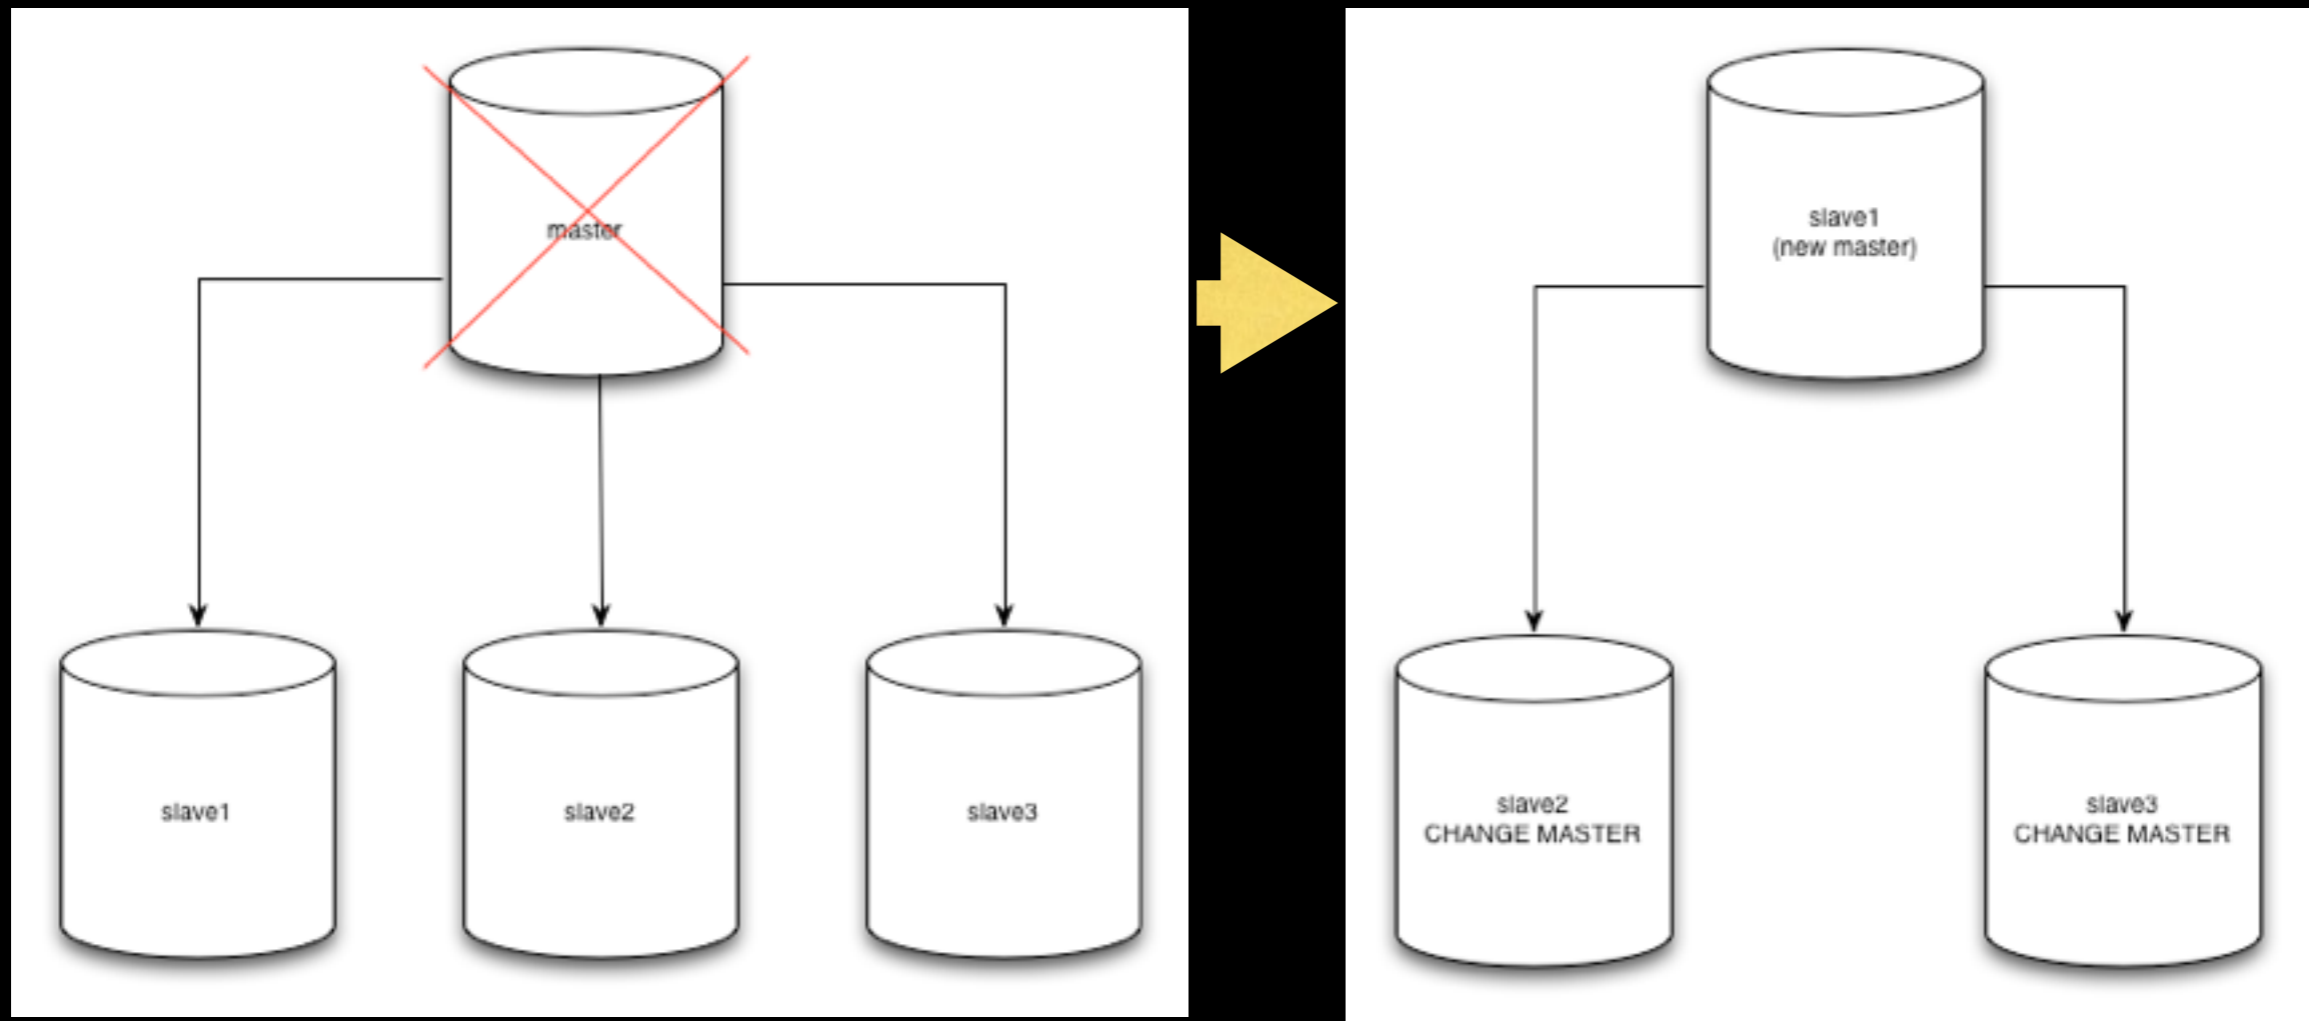 master
slave1
slave2
slave3
slave1
(new master)
slave2
CHANGE MASTER
slave3
CHANGE MASTER